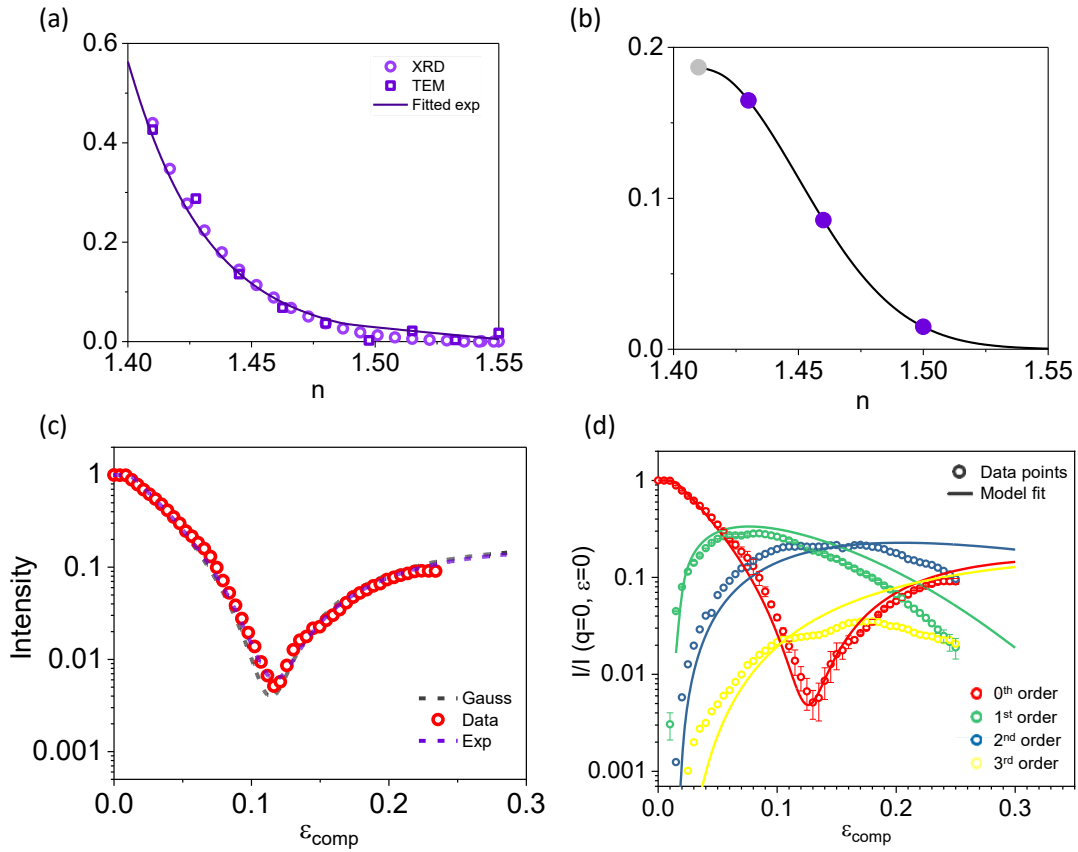 (a)
0.6
0.4
0.2
0.0
1.40
1.45
1.50
1.55
n
XRD
TEM
Fitted exp
(b)
0.2
0.1
0.0
1.40
1.45
1.50
1.55
n
(c)
Intensity
1
0.1
0.01
0.001
0.0
0.1
0.2
0.3
εcomp
Gauss
Data
Exp
(d)
I/I (q=0, ε=0)
1
0.1
0.01
0.001
0.0
0.1
0.2
0.3
εcomp
Data points
Model fit
0th order
1st order
2nd order
3rd order